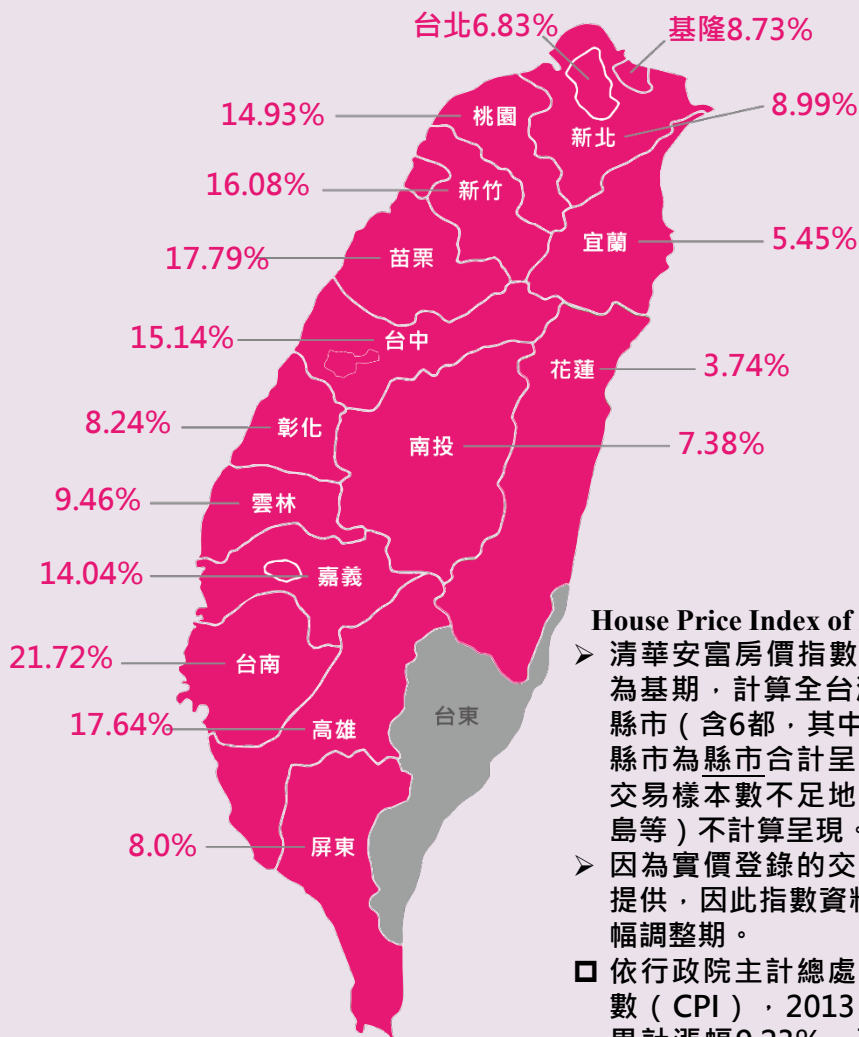 台北6.83%
基隆8.73%
14.93%
桃園
新北
8.99%
16.08%
新竹
17.79%
苗栗
宜蘭
5.45%
15.14%
台中
花蓮
3.74%
8.24%
彰化
南投
7.38%
9.46%
雲林
14.04%
嘉義
21.72%
台南
17.64%
高雄
台東
8.0%
屏東
House Price Index of
➢ 清華安富房價指數
為基期，計算全台
縣市（含6都，其中
縣市為縣市合計呈
交易樣本數不足地
島等）不計算呈現。
➢ 因為實價登錄的交
提供，因此指數資料
幅調整期。
□ 依行政院主計總處
數（CPI），2013